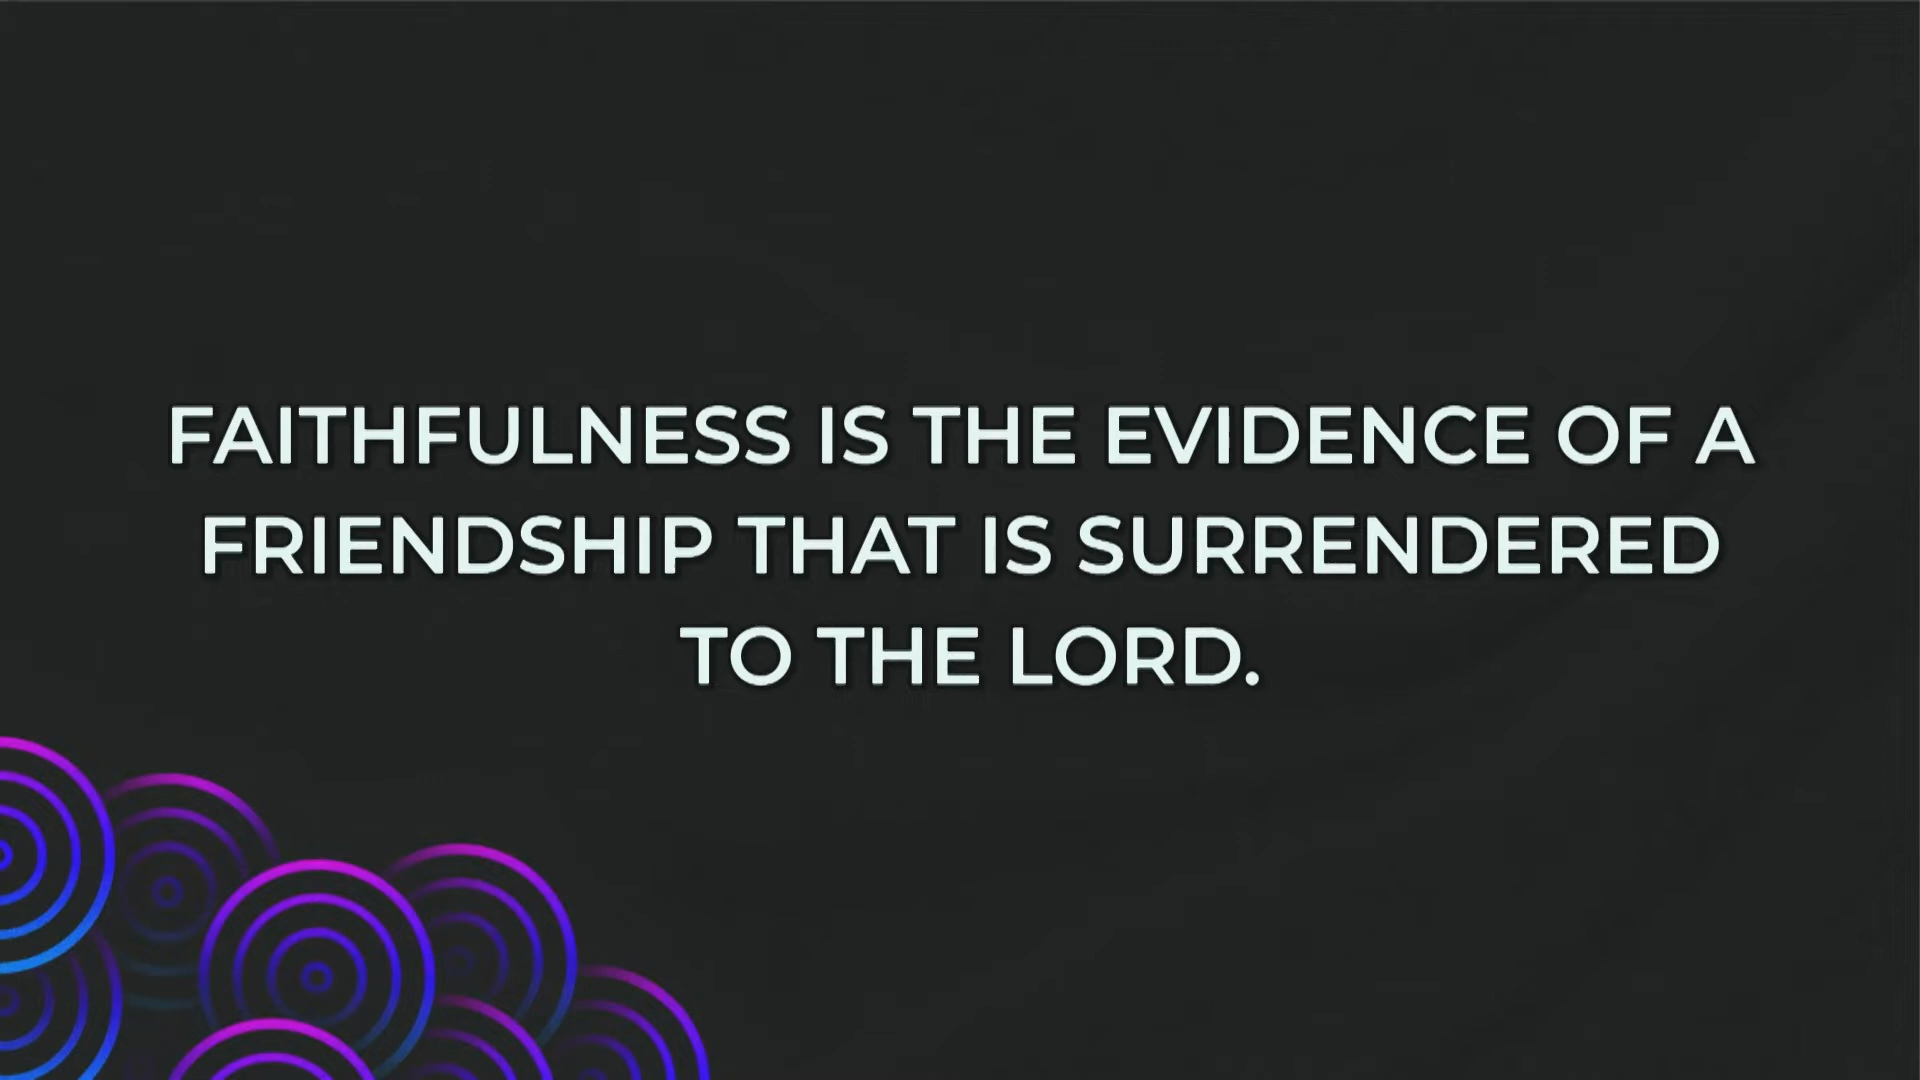 FAITHFULNESS IS THE EVIDENCE OF A
FRIENDSHIP THAT IS SURRENDERED
TO THE LORD.